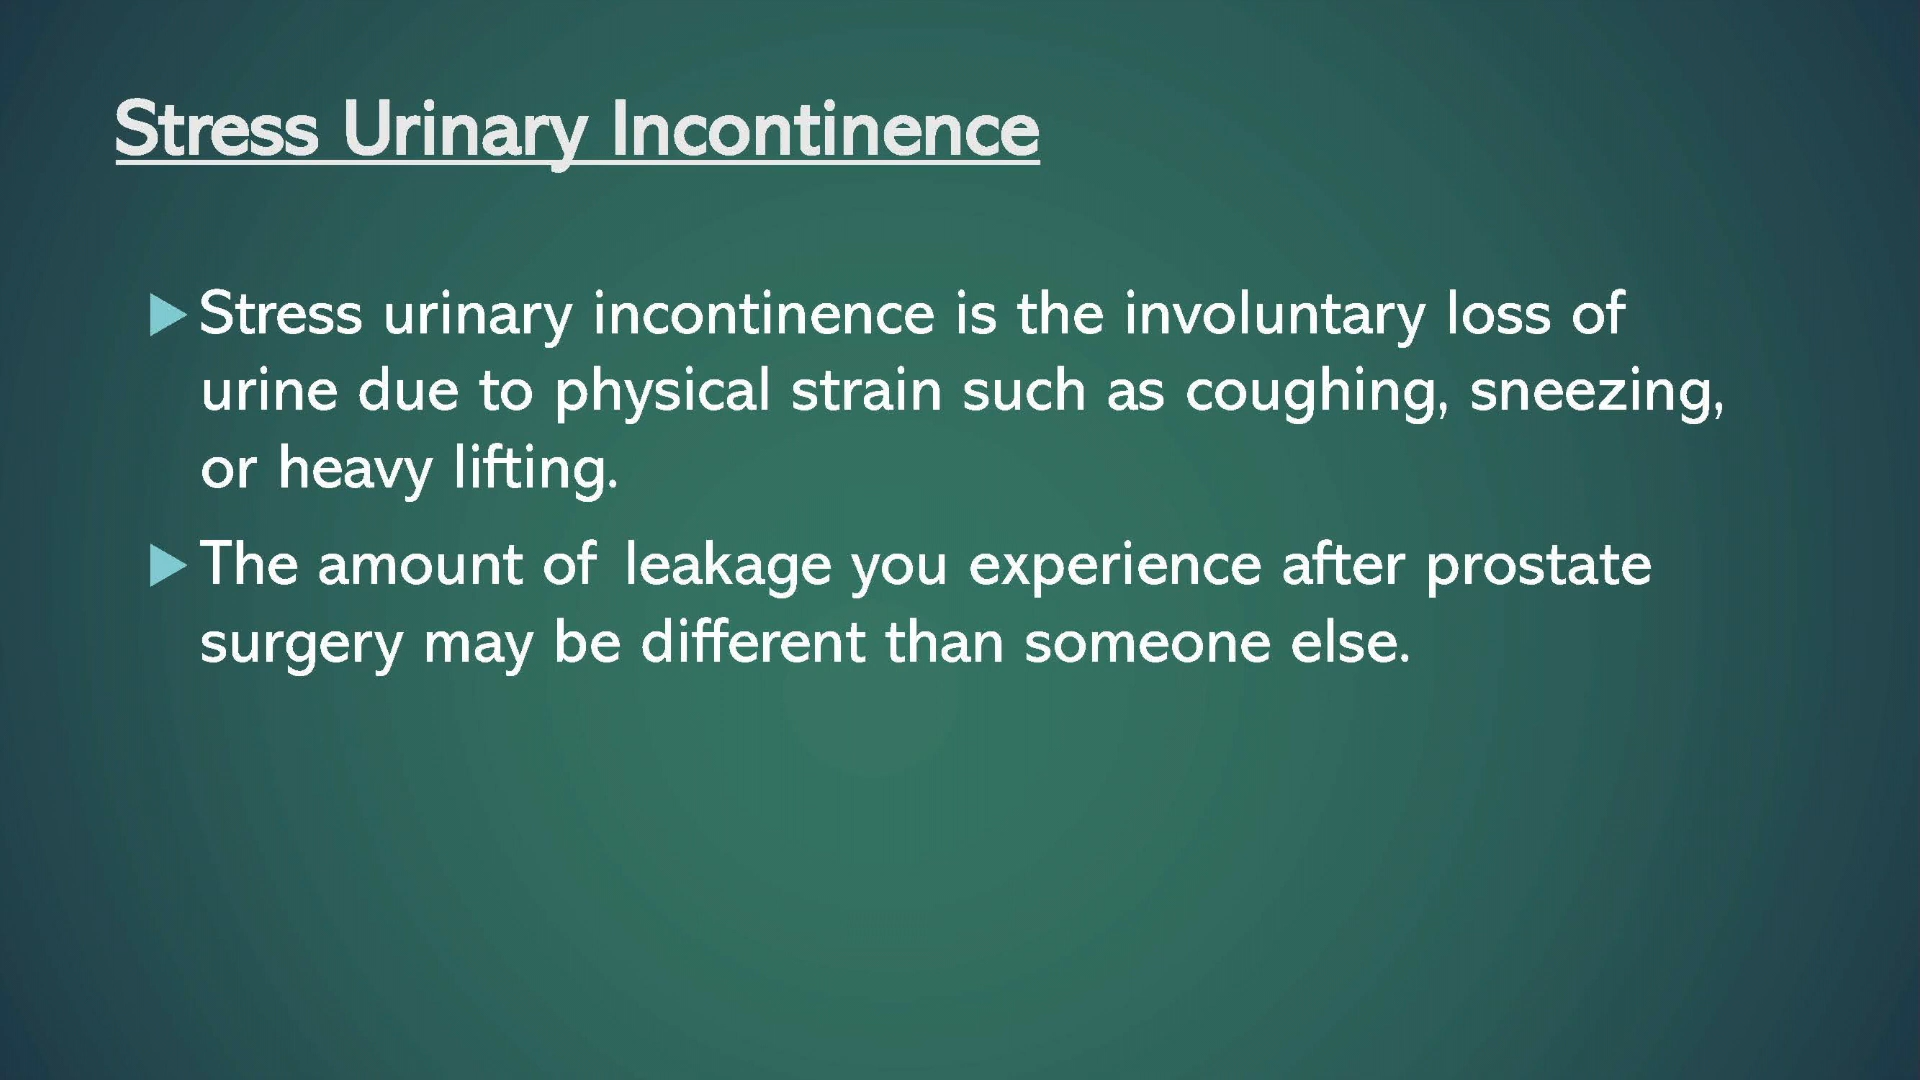 Stress Urinary Incontinence
Stress urinary incontinence is the involuntary loss of
urine due to physical strain such as coughing, sneezing,
or heavy lifting.
The amount of leakage you experience after prostate
surgery may be different than someone else.